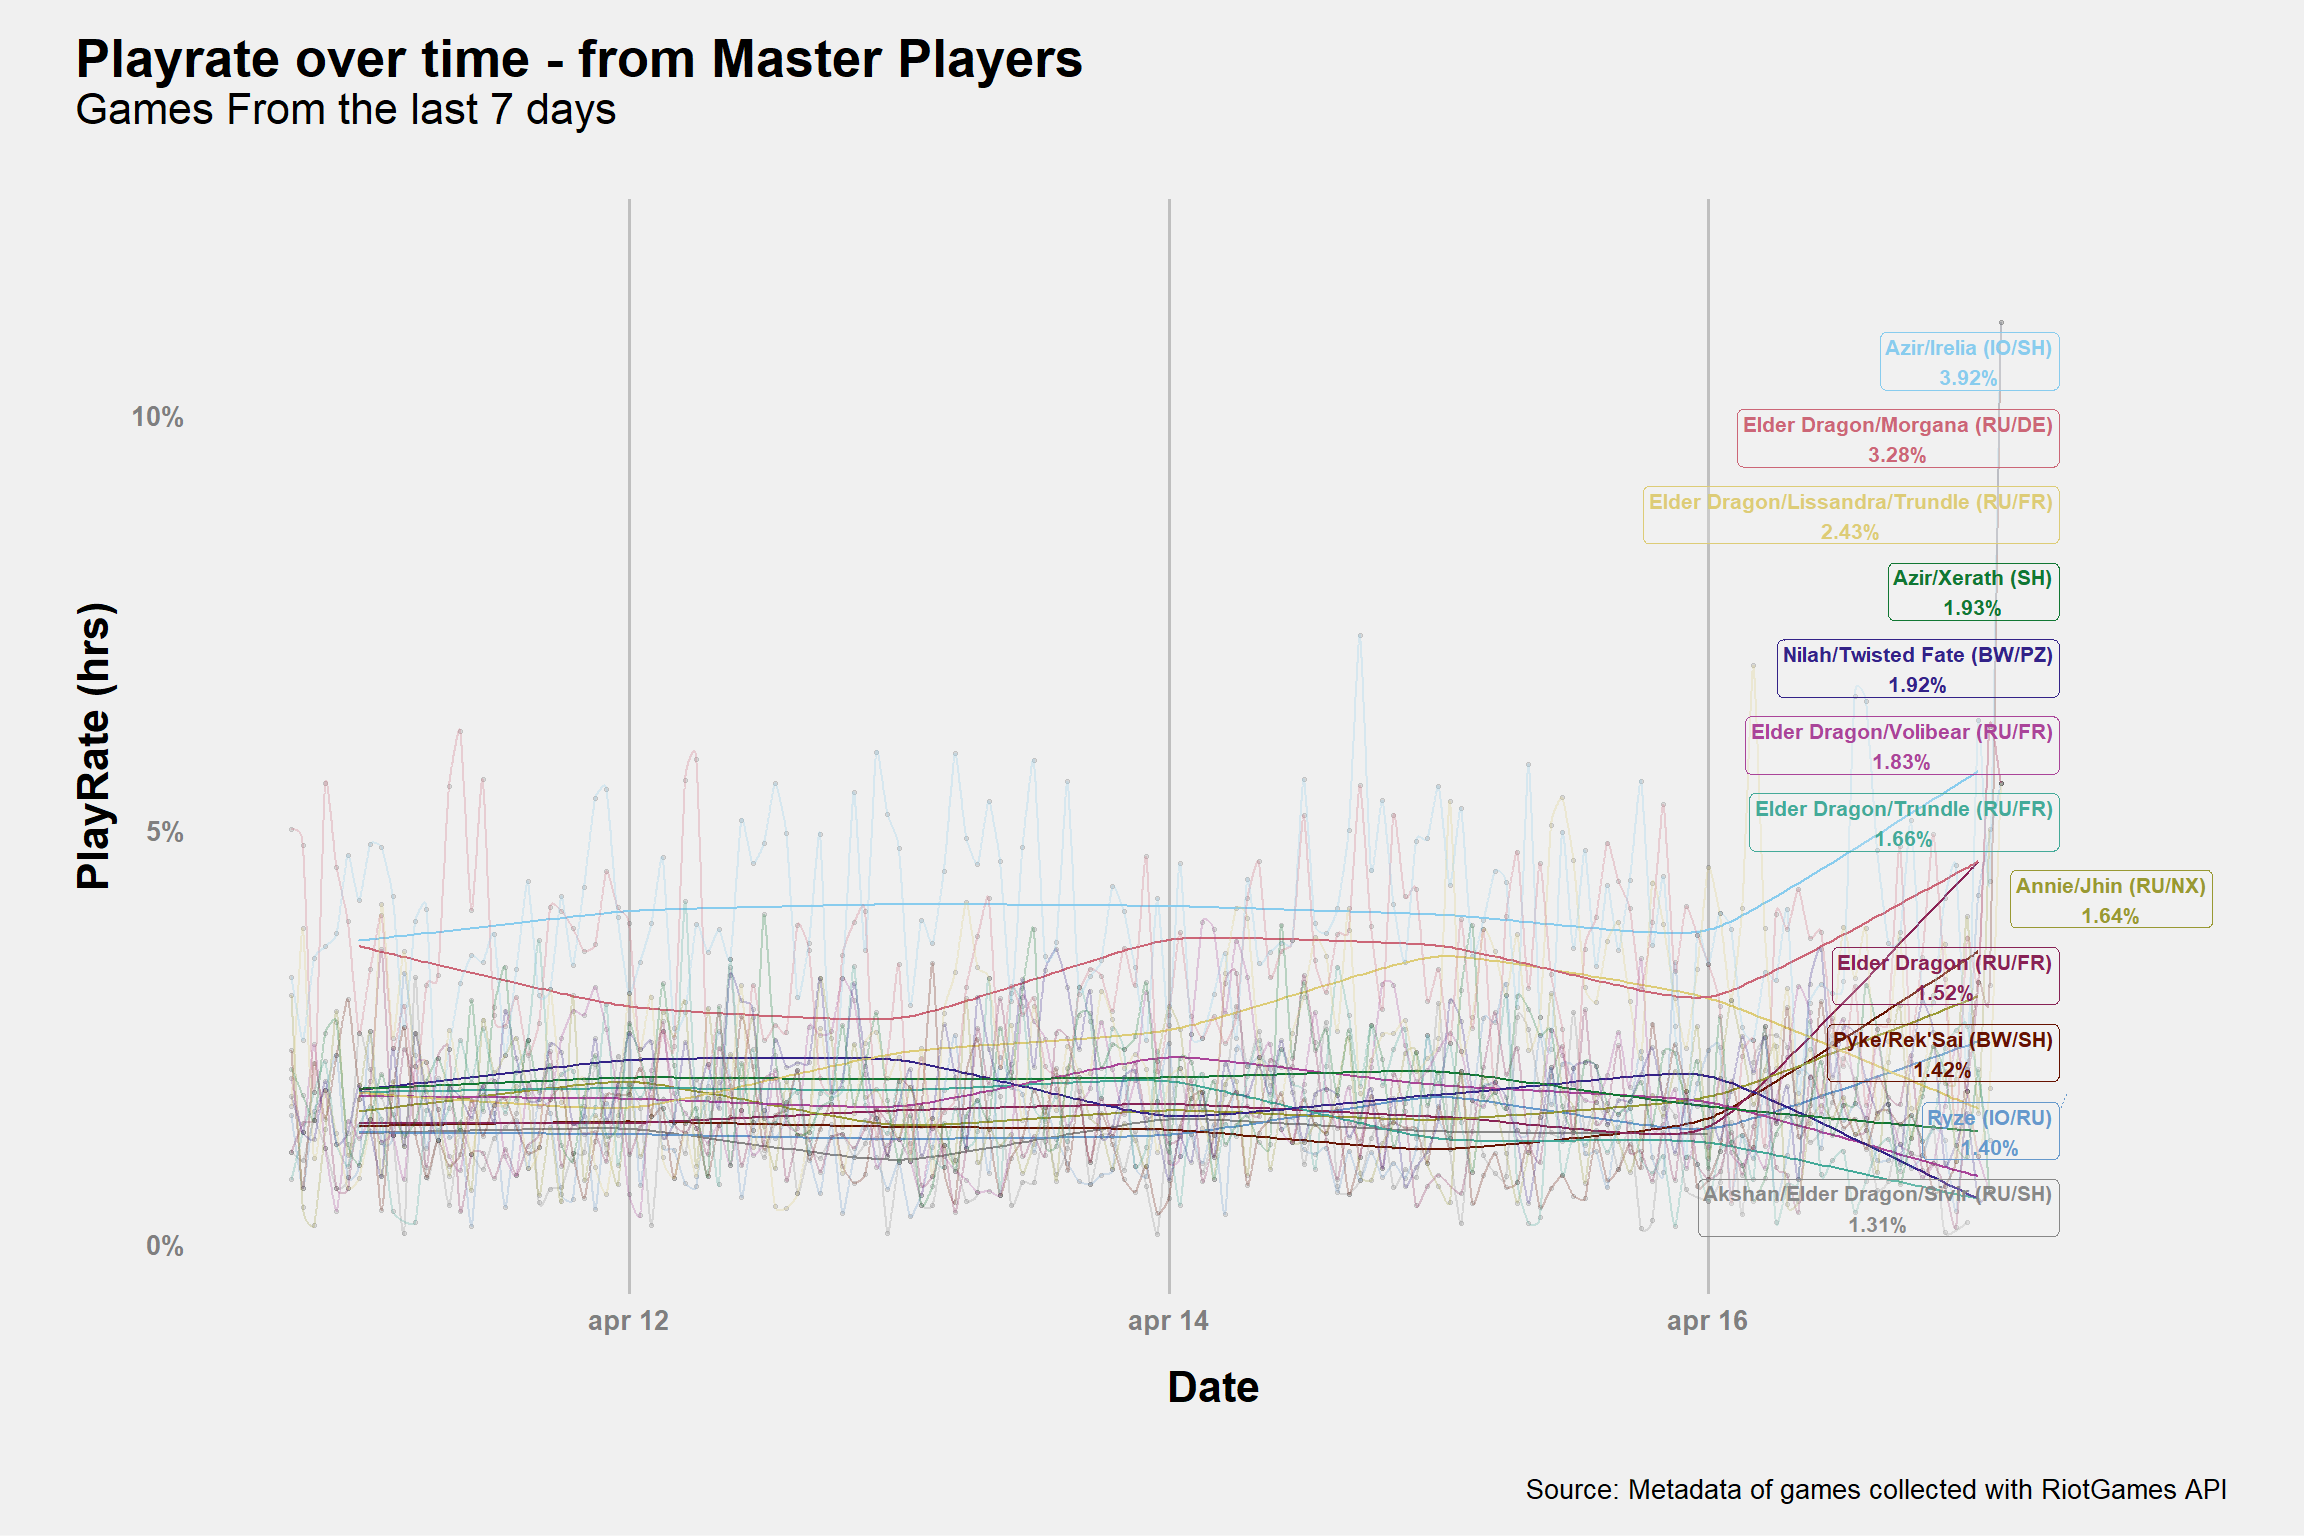 Playrate over time - from Master Players
Games From the last 7 days
PlayRate (hrs)
10%
5%
0%
Azir/Irelia (IO/SH)
3.92%
Elder Dragon/Morgana (RU/DE)
3.28%
Elder Dragon/Lissandra/Trundle (RU/FR)
2.43%
Azir/Xerath (SH)
1.93%
Nilah/Twisted Fate (BW/PZ)
1.92%
Elder Dragon/Volibear (RU/FR)
1.83%
Elder Dragon/Trundle (RU/FR)
1.66%
Annie/Jhin (RU/NX)
1.64%
Elder Dragon (RU/FR)
1.52%
Pyke/Rek'Sai (BW/SH)
1.42%
Ryze (IO/RU)
1.40%
Akshan/Elder Dragon/Sivir (RU/SH)
1.31%
apr 12
apr 14
apr 16
Date
Source: Metadata of games collected with RiotGames API